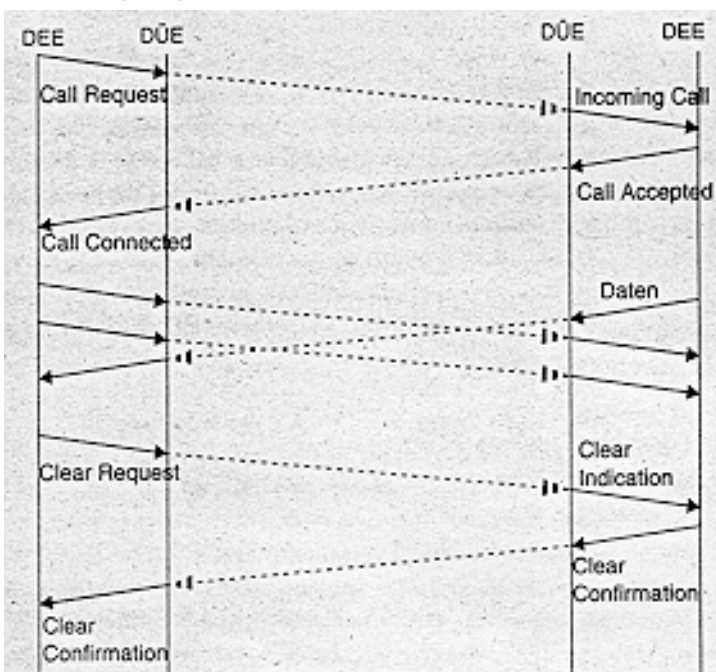 DEE DÜE DÜE DEE
Call Request
Incoming Call
Call Accepted
Call Connected
Daten
Clear
Indication
Clear Request
Clear
Confirmation
Clear
Confirmation